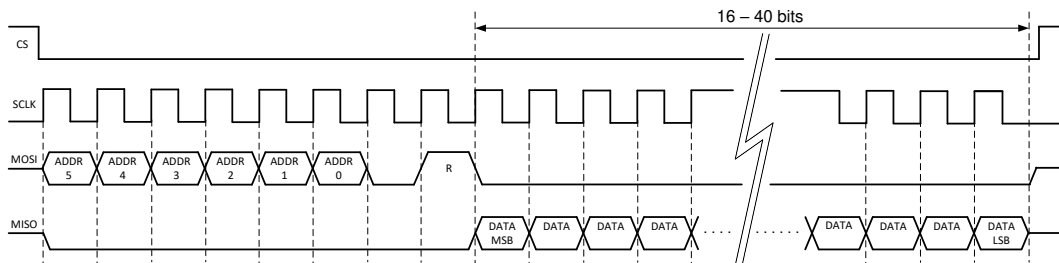 16 – 40 bits
CS
SCLK
MOSI
ADDR 5
ADDR 4
ADDR 3
ADDR 2
ADDR 1
ADDR 0
R
MISO
DATA MSB
DATA
DATA
DATA
DATA
DATA
DATA
DATA LSB